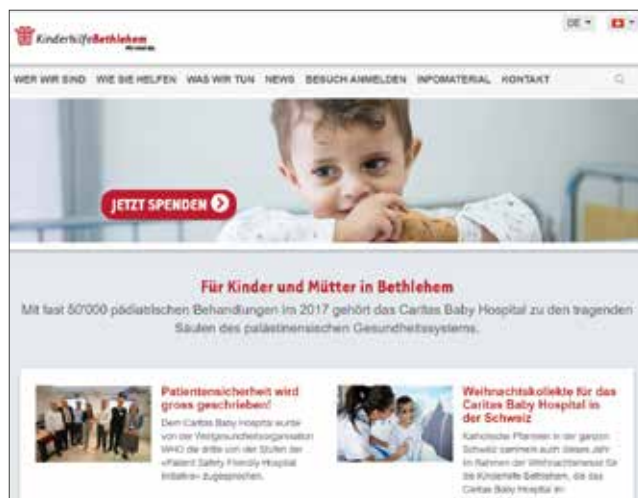 DE
KinderhilfeBethlehem
WER WIR SIND WIE SIE HELFEN WAS WIR TUN NEWS BESUCH ANMELDEN INFOMATERIAL KONTAKT
JETZT SPENDEN
Für Kinder und Mütter in Bethlehem
Mit fast 50'000 pädiatrischen Behandlungen im 2017 gehört das Caritas Baby Hospital zu den tragenden
Säulen des palästinensischen Gesundheitssystems.
Patientensicherheit wird
gross geschrieben!
Dem Caritas Baby Hospital wurde
von der Weltgesundheitsorganisation
WHO die dritte von vier Stufen der
«Patient Safety Friendly Hospital
Initiative» zugesprochen.
Weihnachtskollekte für das
Caritas Baby Hospital in
der Schweiz
Katholische Pfarreien in der ganzen
Schweiz sammeln auch dieses Jahr
im Rahmen der Weihnachtsmesse für
die Kinderhilfe Bethlehem, die das
Caritas Baby Hospital im